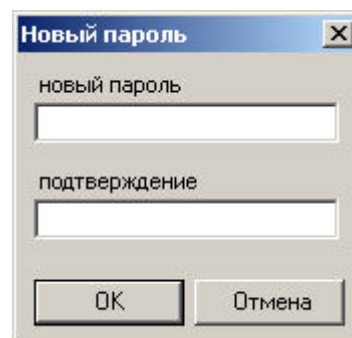 Новый пароль
новый пароль
подтверждение
OK
Отмена